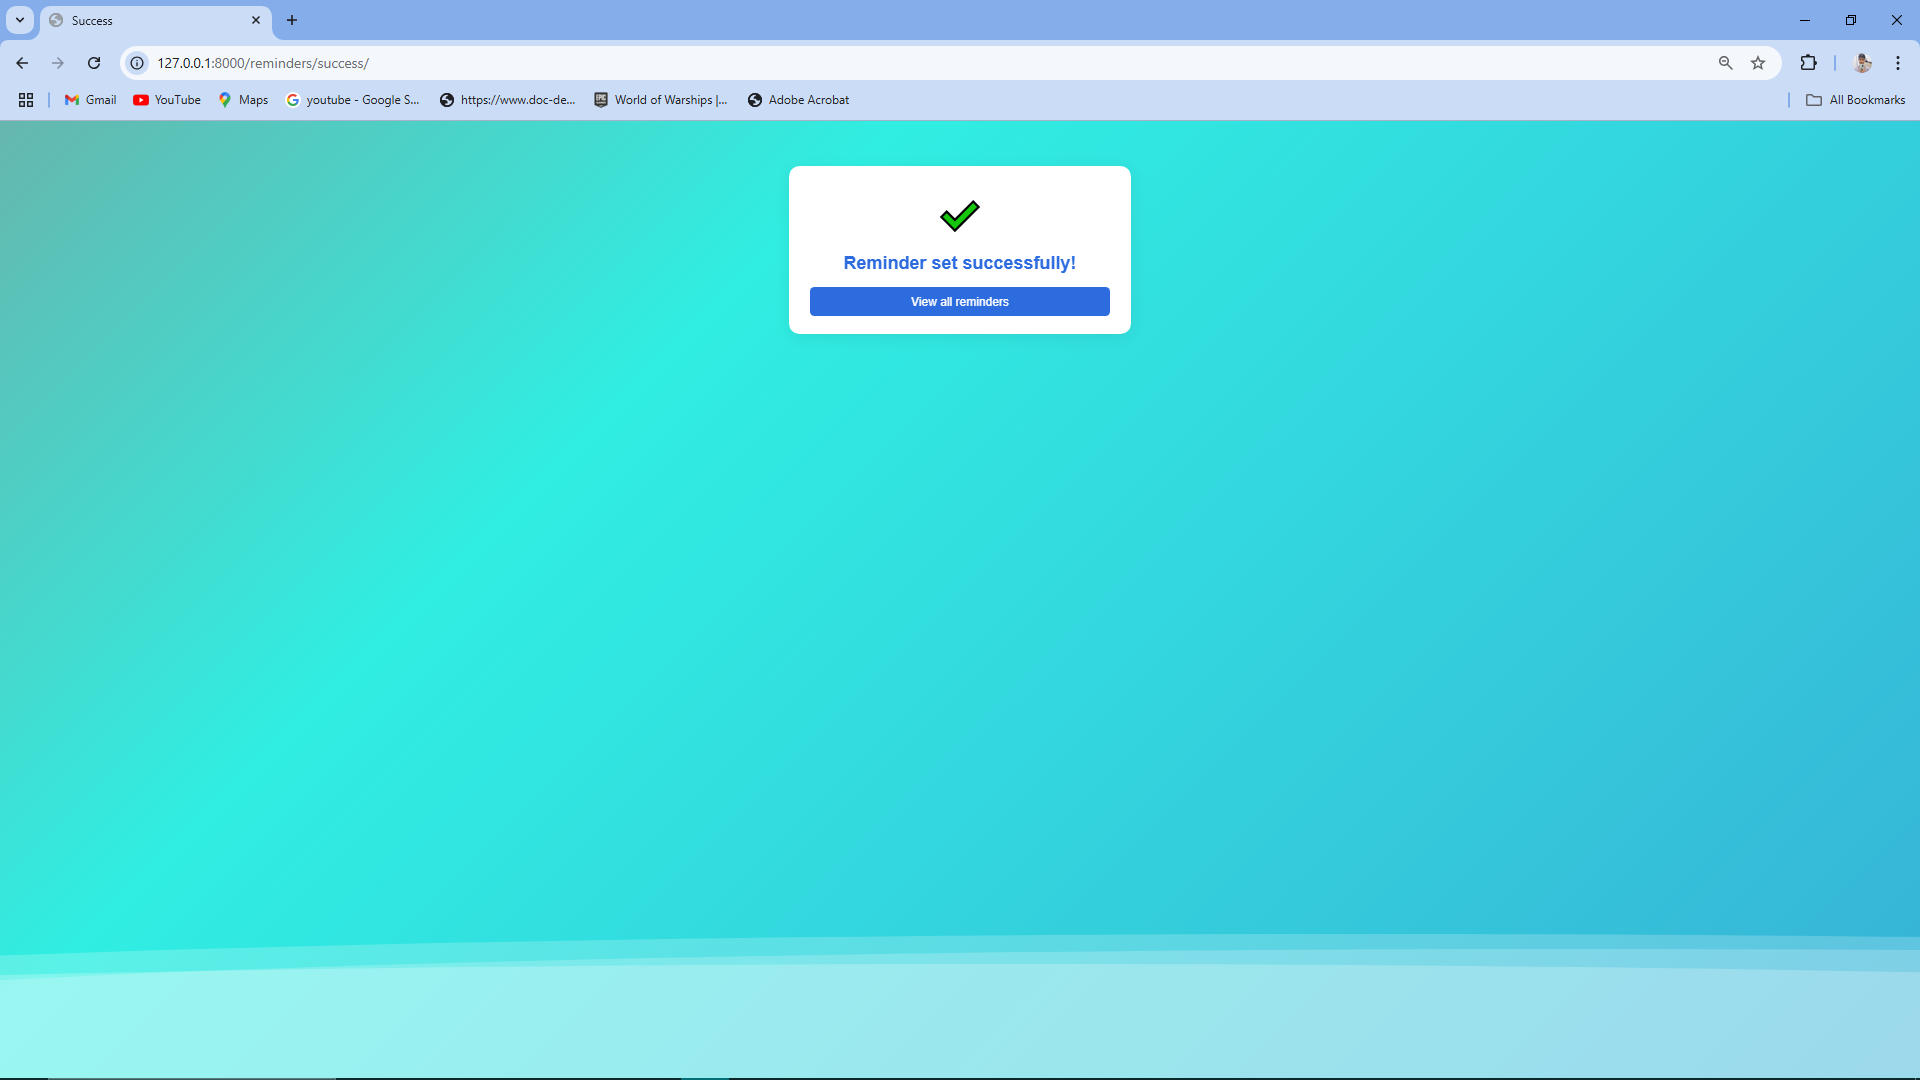 Success
127.0.0.1:8000/reminders/success/
Gmail
YouTube
Maps
youtube - Google S...
https://www.doc-de...
World of Warships |...
Adobe Acrobat
All Bookmarks
Reminder set successfully!
View all reminders